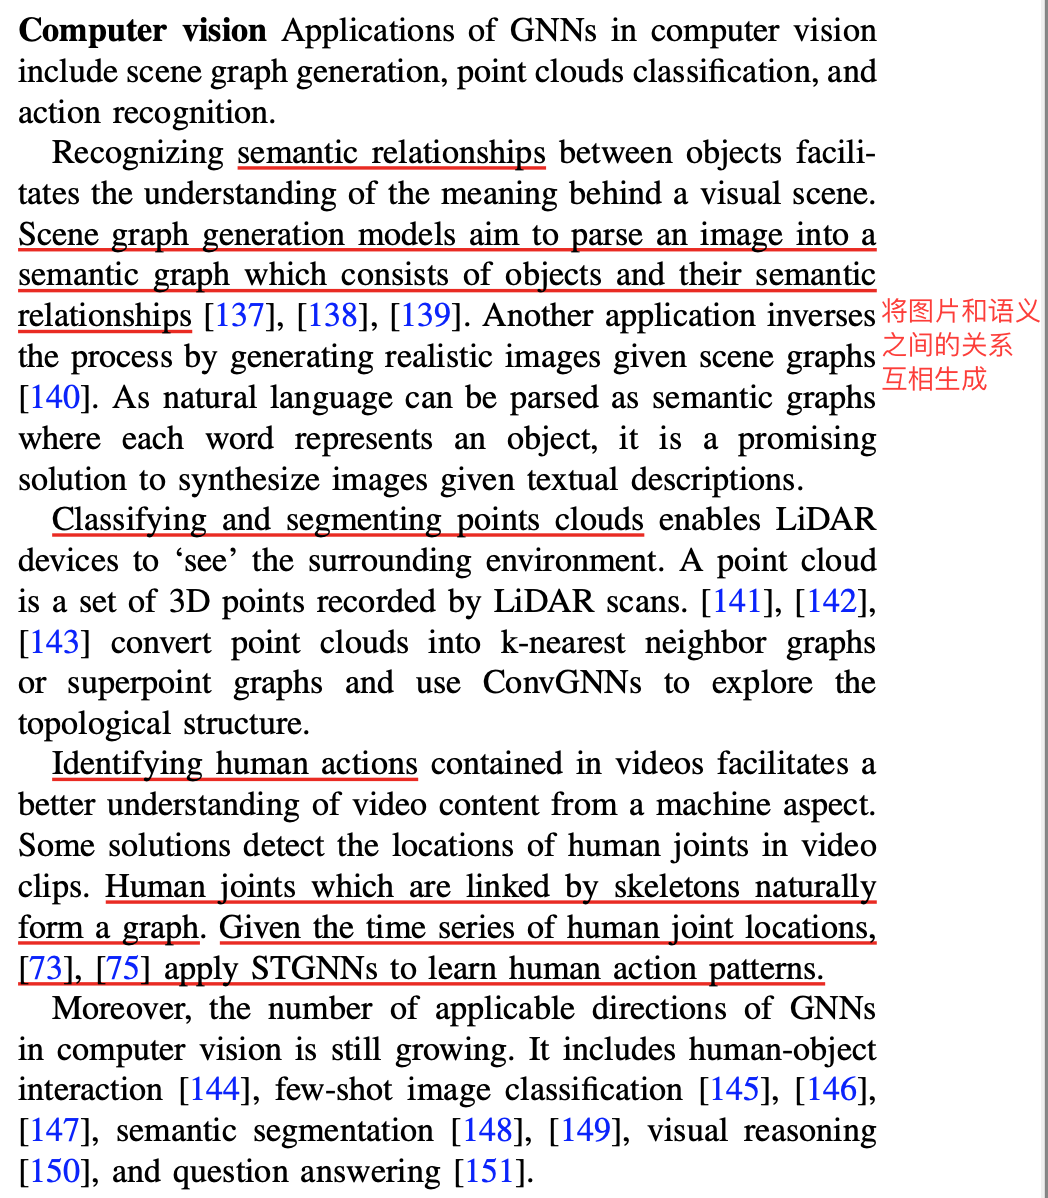 Computer vision Applications of GNNs in computer vision
include scene graph generation, point clouds classification, and
action recognition.
Recognizing semantic relationships between objects facili-
tates the understanding of the meaning behind a visual scene.
Scene graph generation models aim to parse an image into a
semantic graph which consists of objects and their semantic
relationships [137], [138], [139]. Another application inverses
the process by generating realistic images given scene graphs
[140]. As natural language can be parsed as semantic graphs
where each word represents an object, it is a promising
solution to synthesize images given textual descriptions.
Classifying and segmenting points clouds enables LiDAR
devices to ‘see’ the surrounding environment. A point cloud
is a set of 3D points recorded by LiDAR scans. [141], [142],
[143] convert point clouds into k-nearest neighbor graphs
or superpoint graphs and use ConvGNNs to explore the
topological structure.
Identifying human actions contained in videos facilitates a
better understanding of video content from a machine aspect.
Some solutions detect the locations of human joints in video
clips. Human joints which are linked by skeletons naturally
form a graph. Given the time series of human joint locations,
[73], [75] apply STGNNs to learn human action patterns.
Moreover, the number of applicable directions of GNNs
in computer vision is still growing. It includes human-object
interaction [144], few-shot image classification [145], [146],
[147], semantic segmentation [148], [149], visual reasoning
[150], and question answering [151].
将图片和语义
之间的关系
互相生成